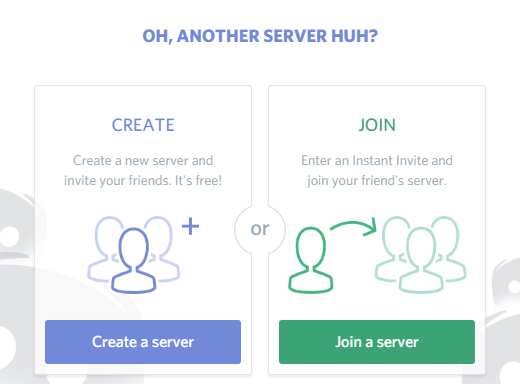 OH, ANOTHER SERVER HUH?
CREATE
Create a new server and
invite your friends. It's free!
Create a server
or
JOIN
Enter an Instant Invite and
join your friend's server.
Join a server